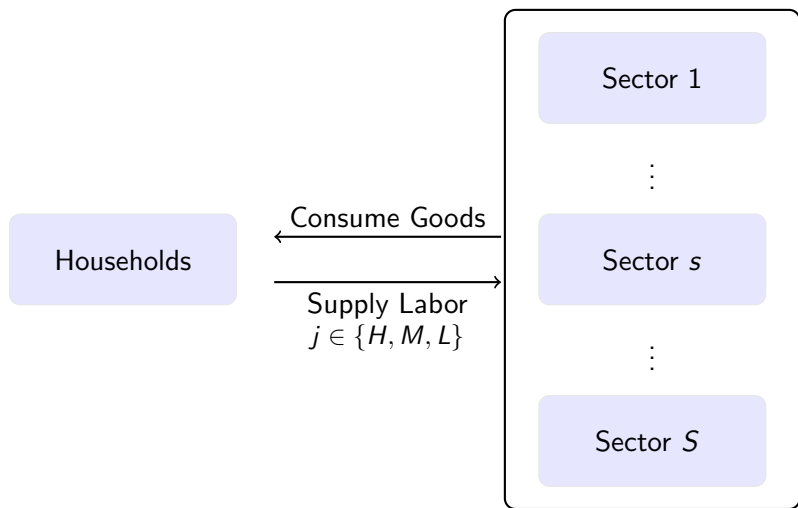 Sector 1
⋮
Consume Goods
Households
Sector s
Supply Labor
j ∈ {H, M, L}
⋮
Sector S